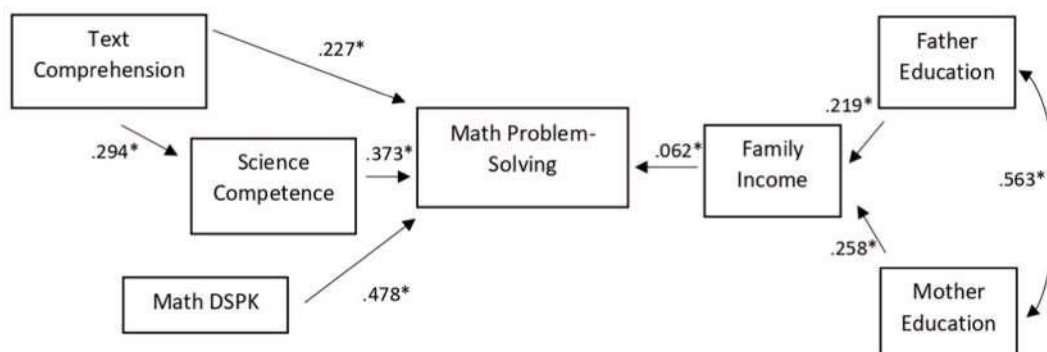 Text
Comprehension
.227*
.294*
Science
Competence
.373*
Math DSPK
.478*
Math Problem-
Solving
.062*
Family
Income
.219*
.258*
Father
Education
.563*
Mother
Education